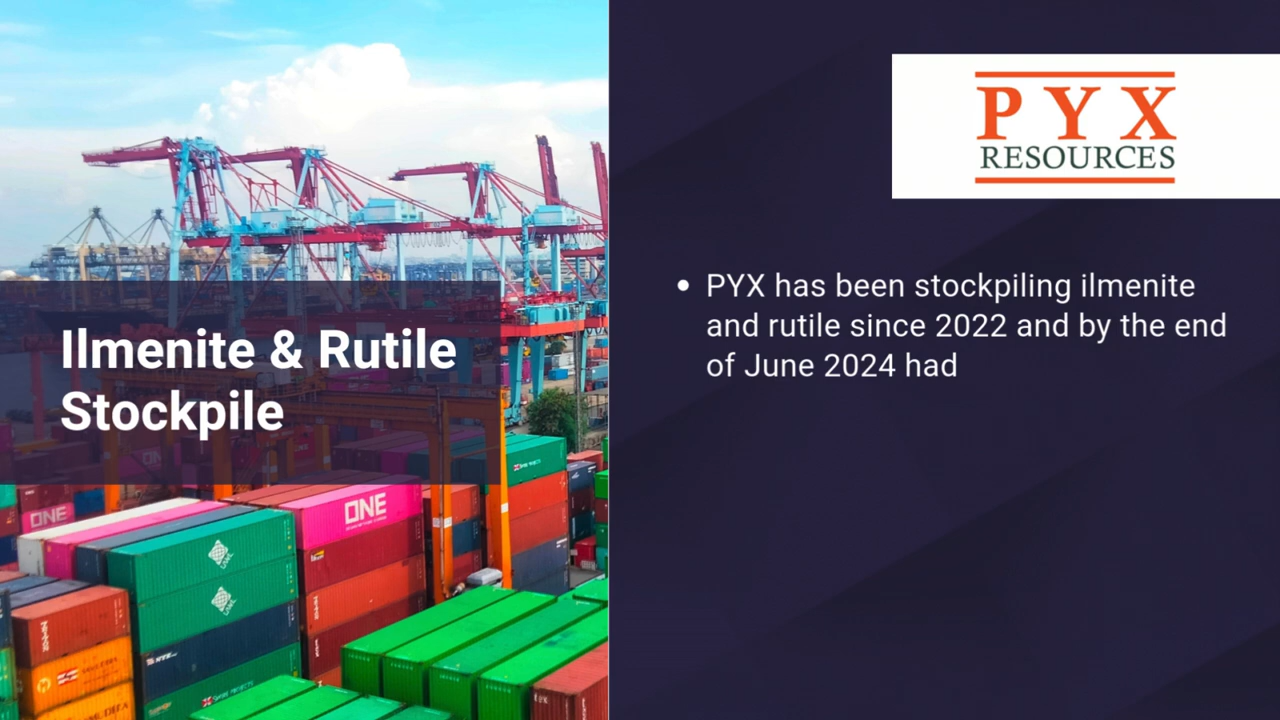 Ilmenite & Rutile
Stockpile
PYX
RESOURCES
PYX has been stockpiling ilmenite
and rutile since 2022 and by the end
of June 2024 had
ONE
ONE